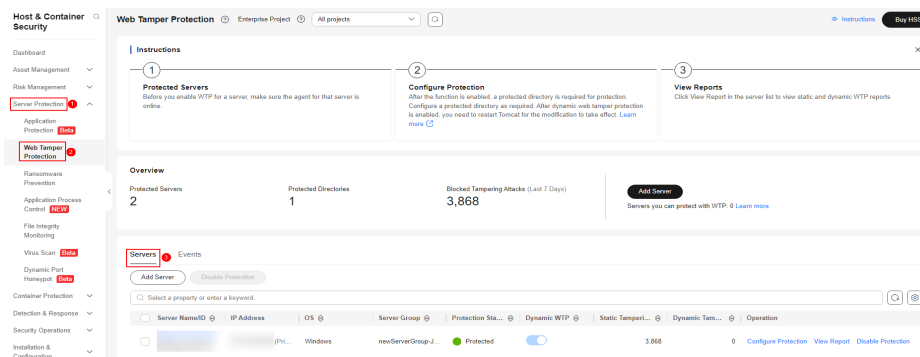 Host & Container
Security
Dashboard
Asset Management
Risk Management
Server Protection 1
Application
Protection Beta
Web Tamper
Protection 2
Ransomware
Prevention
Application Process
Control NEW
File Integrity
Monitoring
Virus Scan Beta
Dynamic Port
Honeypot Beta
Container Protection
Detection & Response
Security Operations
Installation &
Configuration
Web Tamper Protection Enterprise Project All projects Instructions Buy HSS
Instructions
1 2 3
Protected Servers
Before you enable WTP for a server, make sure the agent for that server is
online.
Configure Protection
After the function is enabled, a protected directory is required for protection.
Configure a protected directory as required. After dynamic web tamper protection
is enabled, you need to restart Tomcat for the modification to take effect. Learn
more
View Reports
Click View Report in the server list to view static and dynamic WTP reports.
Overview
Protected Servers
2
Protected Directories
1
Blocked Tampering Attacks (Last 7 Days)
3,868
Add Server
Servers you can protect with WTP: 0 Learn more
Servers 3 Events
Add Server Disable Protection
Select a property or enter a keyword.
Server Name/ID IP Address OS Server Group Protection Sta... Dynamic WTP Static Tamperi... Dynamic Tam... Operation
(Pri... Windows newServerGroup-J... Protected 3,868 0 Configure Protection View Report Disable Protection